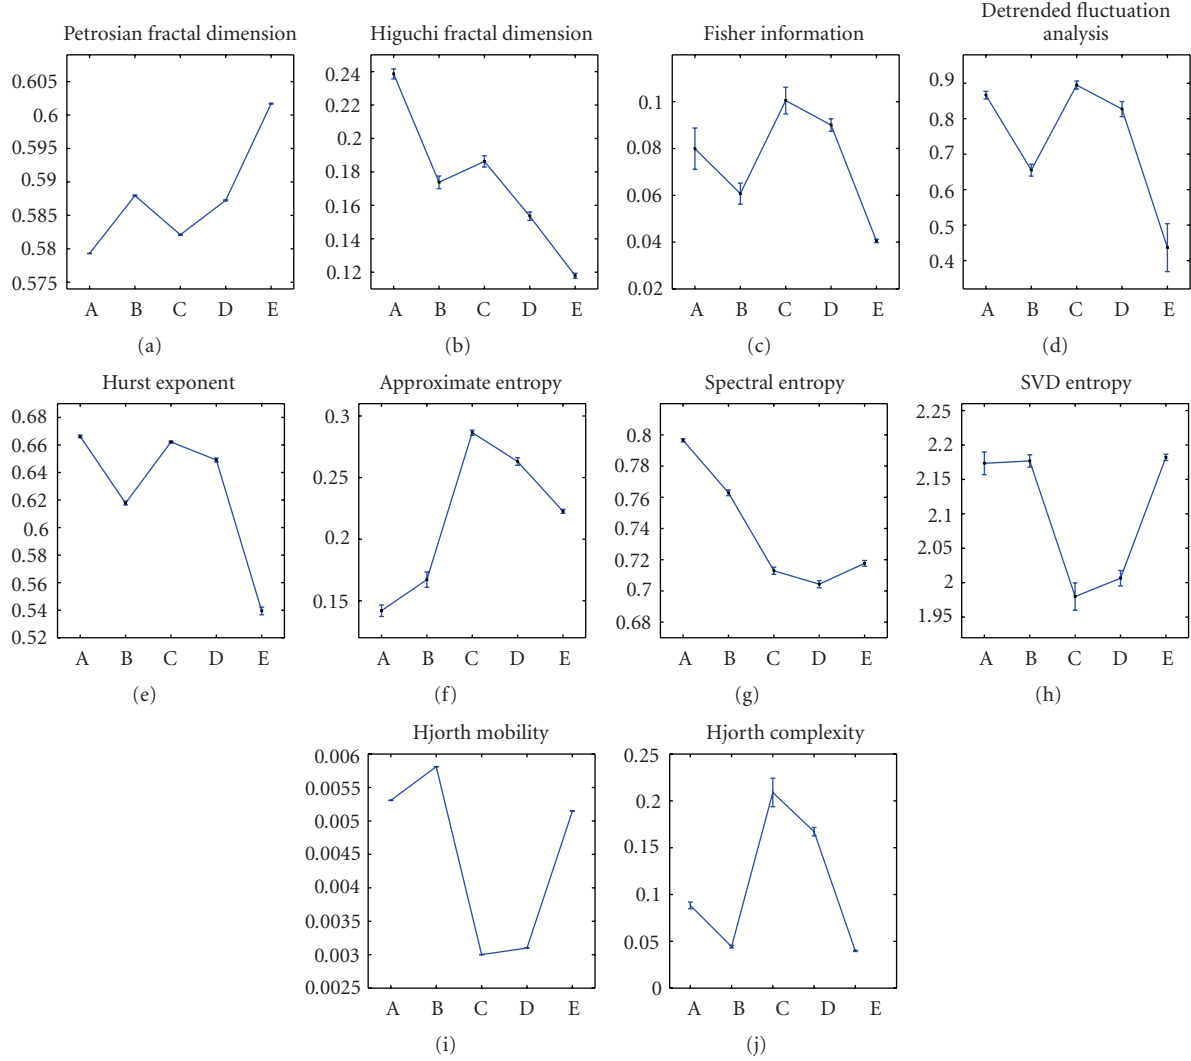 Petrosian fractal dimension
0.605
0.6
0.595
0.59
0.585
0.58
0.575
A B C D E
(a)
Higuchi fractal dimension
0.24
0.22
0.2
0.18
0.16
0.14
0.12
A B C D E
(b)
Fisher information
0.1
0.08
0.06
0.04
0.02
A B C D E
(c)
Detrended fluctuation
analysis
0.9
0.8
0.7
0.6
0.5
0.4
A B C D E
(d)
Hurst exponent
0.68
0.66
0.64
0.62
0.6
0.58
0.56
0.54
0.52
A B C D E
(e)
Approximate entropy
0.3
0.25
0.2
0.15
A B C D E
(f)
Spectral entropy
0.8
0.78
0.76
0.74
0.72
0.7
0.68
A B C D E
(g)
SVD entropy
2.25
2.2
2.15
2.1
2.05
2
1.95
A B C D E
(h)
Hjorth mobility
0.006
0.0055
0.005
0.0045
0.004
0.0035
0.003
0.0025
A B C D E
(i)
Hjorth complexity
0.25
0.2
0.15
0.1
0.05
0
A B C D E
(j)